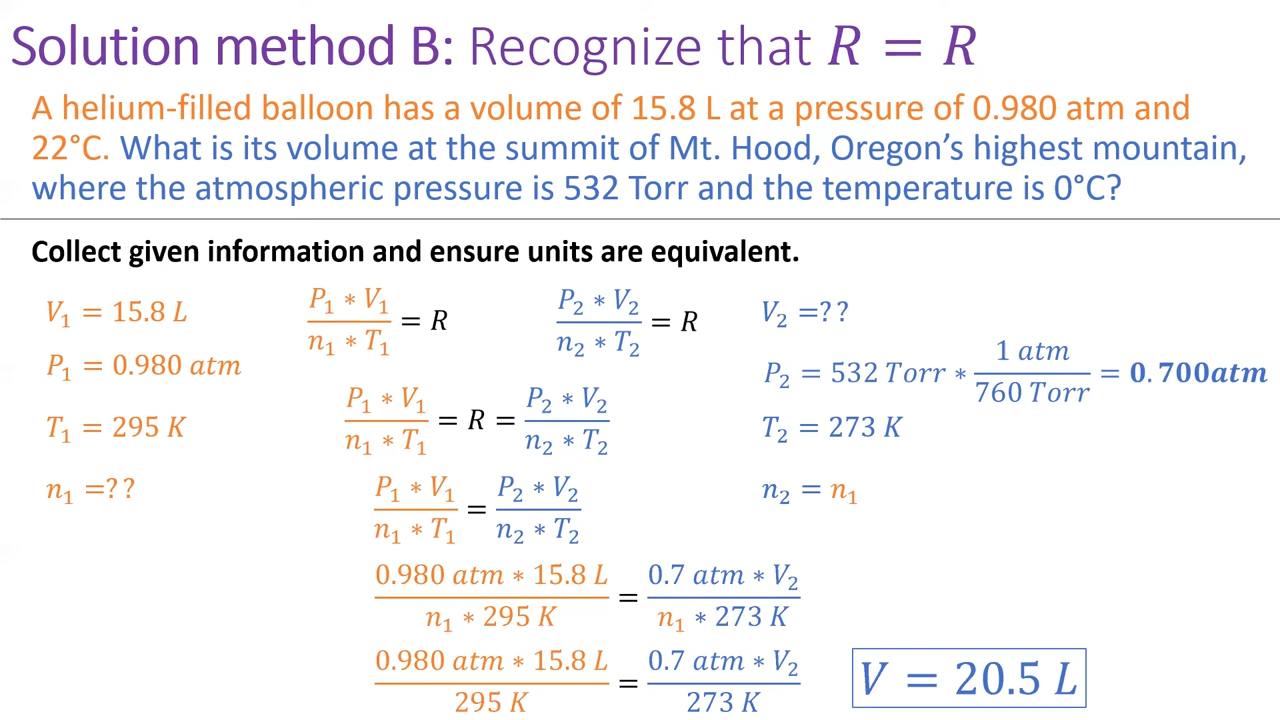 Solution method B: Recognize that R = R
A helium-filled balloon has a volume of 15.8 L at a pressure of 0.980 atm and
22°C. What is its volume at the summit of Mt. Hood, Oregon's highest mountain,
where the atmospheric pressure is 532 Torr and the temperature is 0°C?
Collect given information and ensure units are equivalent.
V₁ = 15.8 L
P₁ = 0.980 atm
T₁ = 295 K
n₁ =??
P₁ ∗ V₁ / n₁ ∗ T₁ = R
P₂ ∗ V₂ / n₂ ∗ T₂ = R
P₁ ∗ V₁ / n₁ ∗ T₁ = R = P₂ ∗ V₂ / n₂ ∗ T₂
P₁ ∗ V₁ / n₁ ∗ T₁ = P₂ ∗ V₂ / n₂ ∗ T₂
0.980 atm ∗ 15.8 L / n₁ ∗ 295 K = 0.7 atm ∗ V₂ / n₁ ∗ 273 K
0.980 atm ∗ 15.8 L / 295 K = 0.7 atm ∗ V₂ / 273 K
V₂ =??
P₂ = 532 Torr ∗ 1 atm / 760 Torr = 0.700atm
T₂ = 273 K
n₂ = n₁
V = 20.5 L